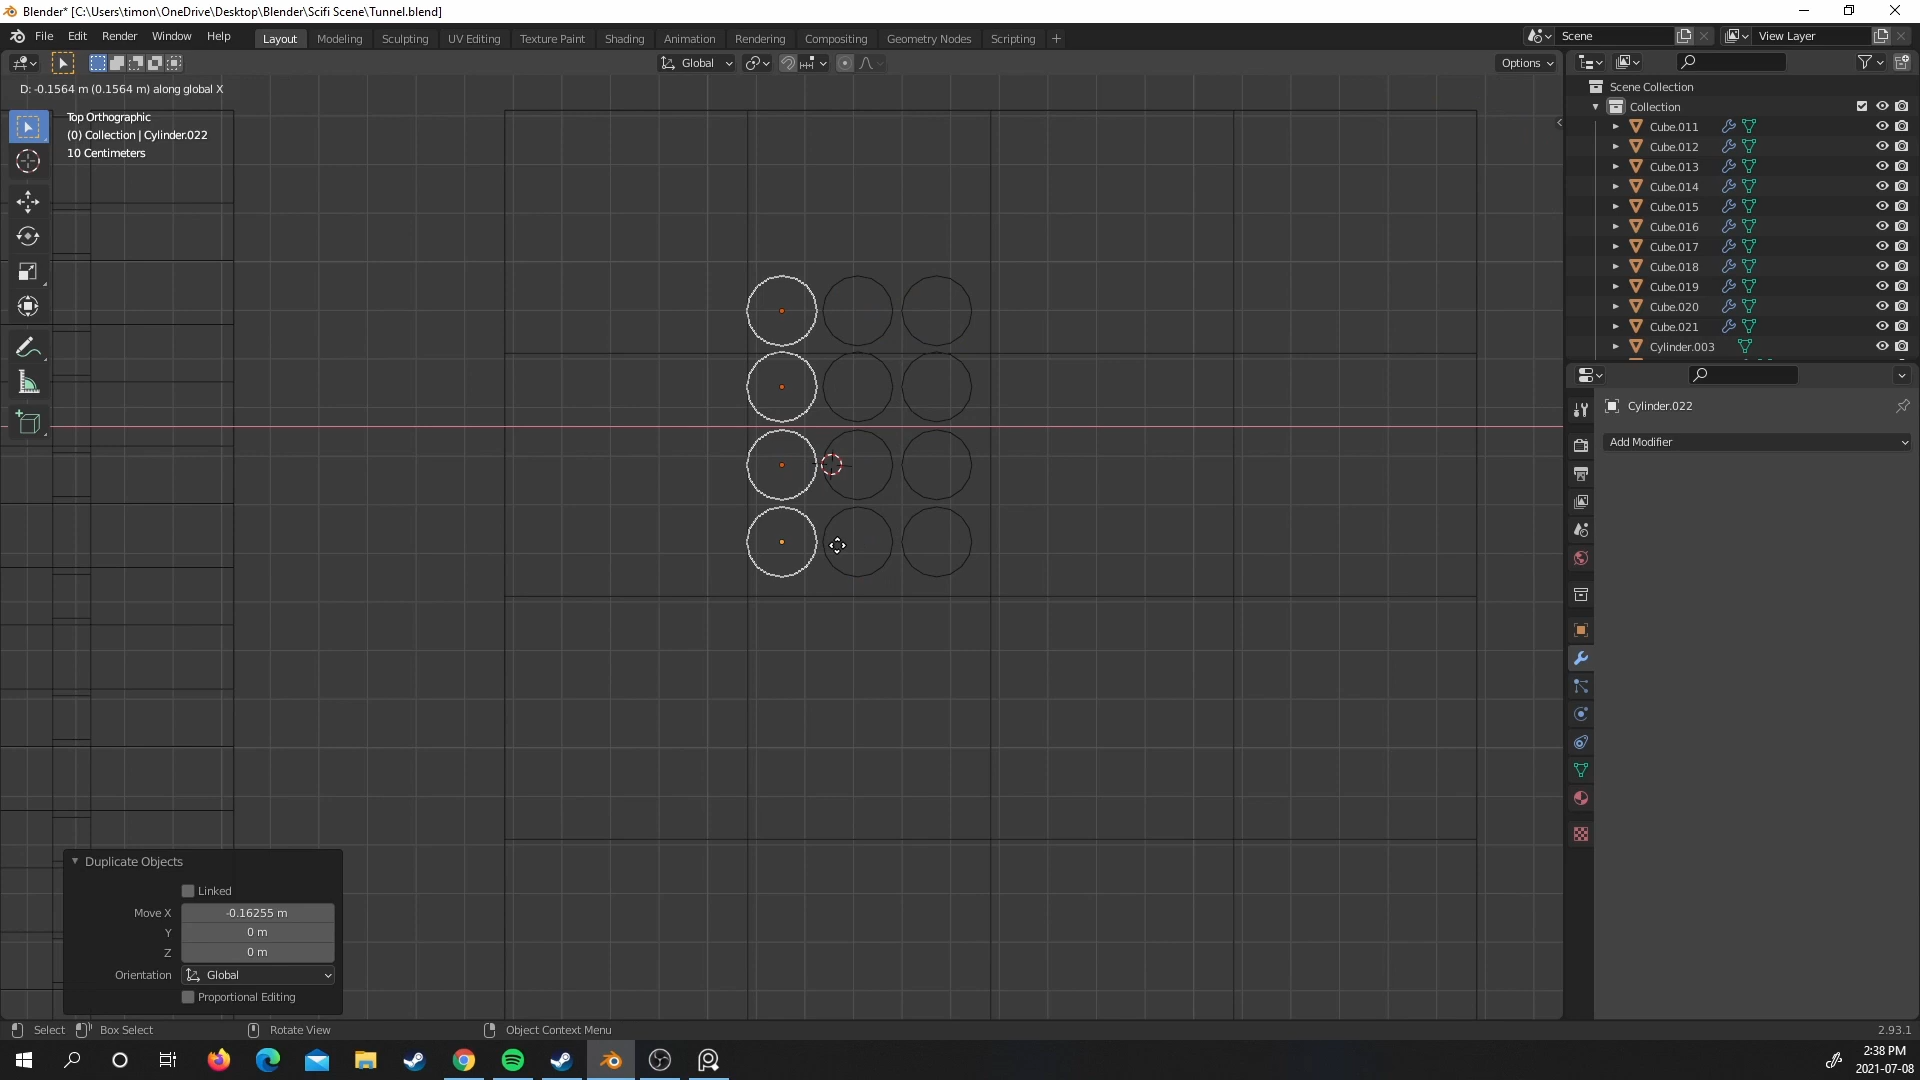 Blender* [C:\Users\timon\OneDrive\Desktop\Blender\Scifi Scene\Tunnel.blend]
File Edit Render Window Help Layout Modeling Sculpting UV Editing Texture Paint Shading Animation Rendering Compositing Geometry Nodes Scripting + Scene View Layer
Global Options
D: -0.1564 m (0.1564 m) along global X
Top Orthographic
(0) Collection | Cylinder.022
10 Centimeters
Scene Collection
Collection
Cube.011
Cube.012
Cube.013
Cube.014
Cube.015
Cube.016
Cube.017
Cube.018
Cube.019
Cube.020
Cube.021
Cylinder.003
Cylinder.022
Add Modifier
Duplicate Objects
Linked
Move X -0.16255 m
Y 0 m
Z 0 m
Orientation Global
Proportional Editing
Select Box Select Rotate View Object Context Menu 2.93.1
2:38 PM
2021-07-08